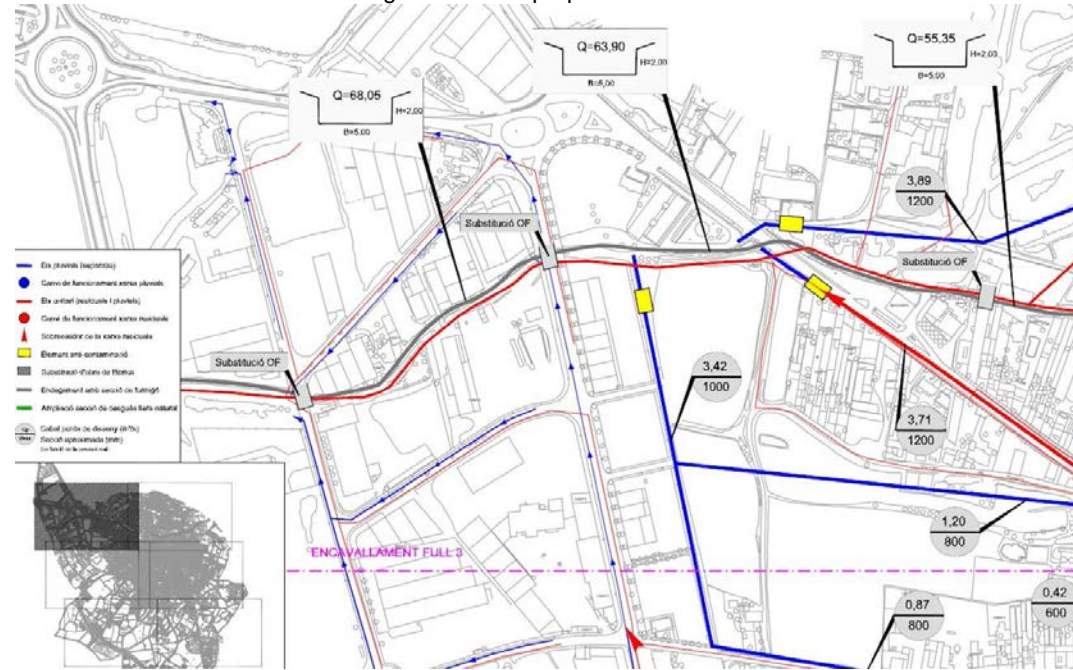 Q=68,05
H=2,00
B=5,00
Q=63,90
H=2,00
B=5,00
Q=55,35
H=2,00
B=5,00
3,89
1200
Substitució OF
Substitució OF
Substitució OF
3,42
1000
3,71
1200
1,20
800
0,87
800
0,42
600
ENCAVALLAMENT FULL 3
Eix pluvials (separatiu)
Canvi de funcionament xarxa pluvials
Eix unitari (residuals i pluvials)
Canvi de funcionament xarxa residuals
Sobreeixidor de la xarxa residuals
Elements anti-contaminació
Substitució d'obra de fàbrica
Endegament amb secció de formigó
Ampliació secció de desguàs llera natural
Cabal punta de disseny (m³/s)
Secció aproximada (mm)